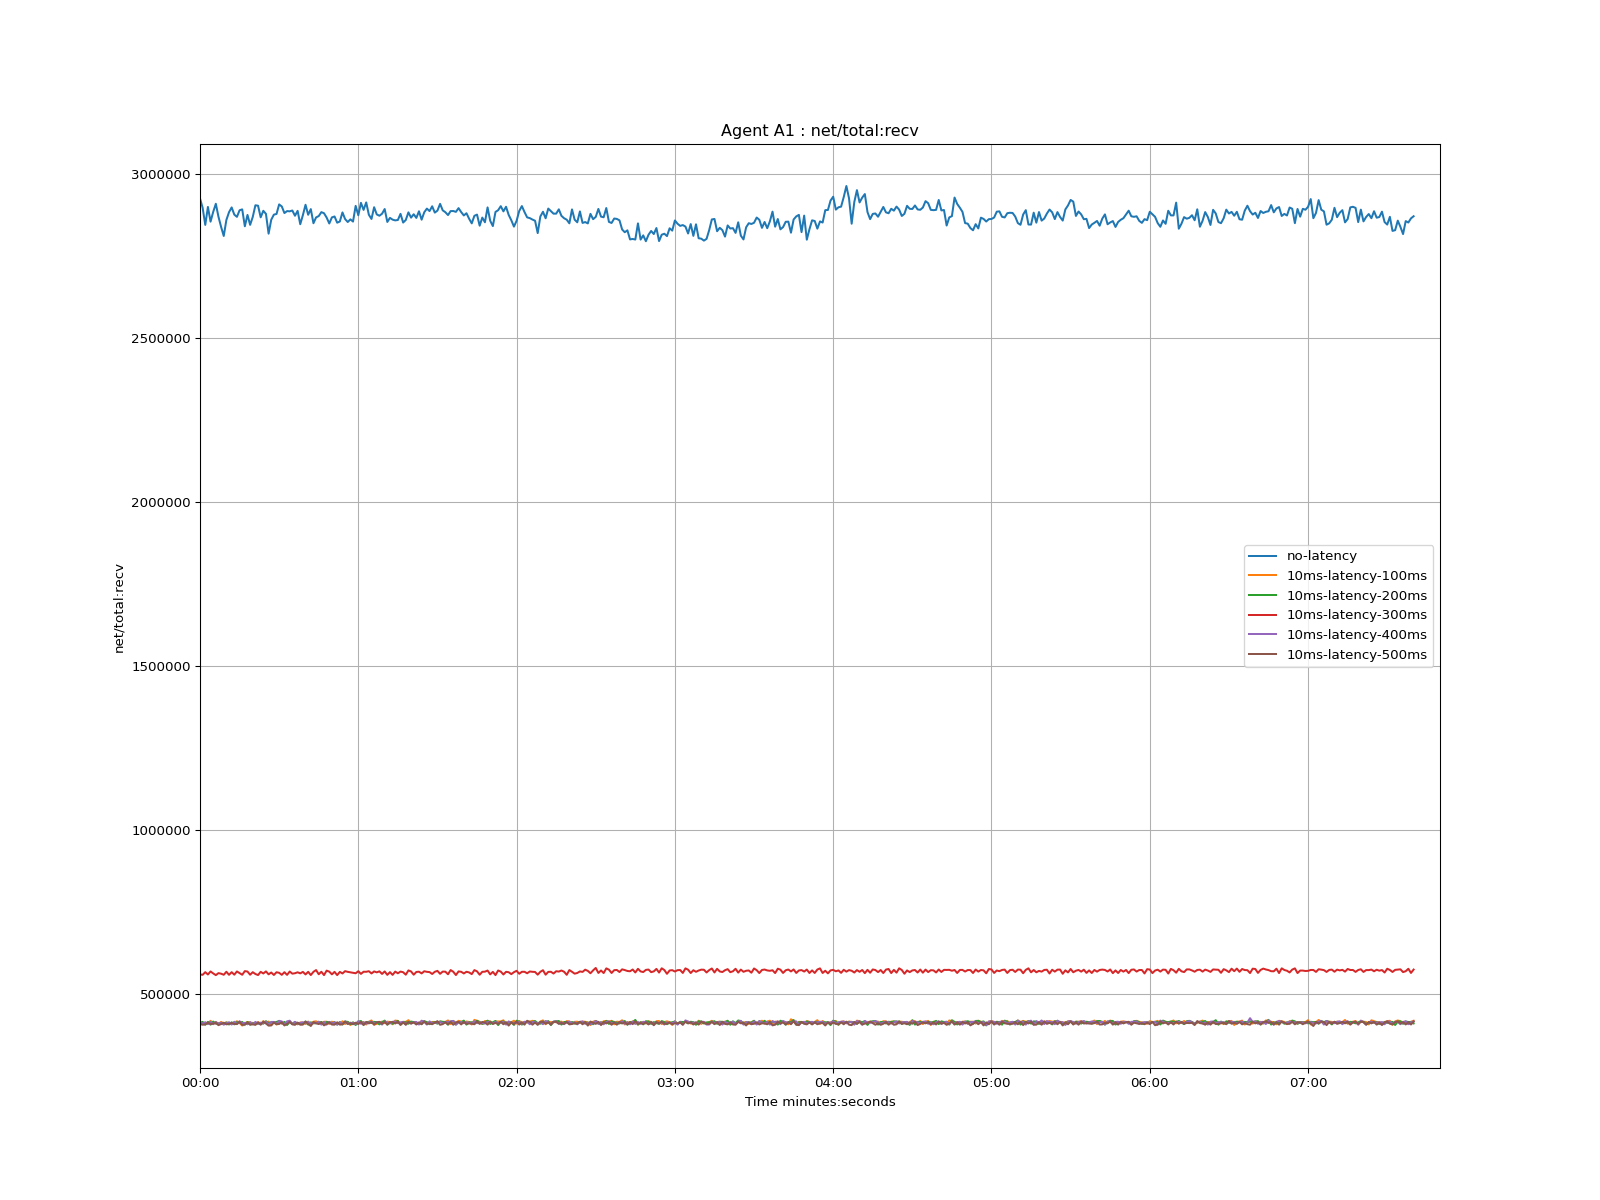 Agent A1 : net/total:recv
3000000
2500000
2000000
1500000
1000000
500000
net/total:recv
no-latency
10ms-latency-100ms
10ms-latency-200ms
10ms-latency-300ms
10ms-latency-400ms
10ms-latency-500ms
00:00 01:00 02:00 03:00 04:00 05:00 06:00 07:00
Time minutes:seconds